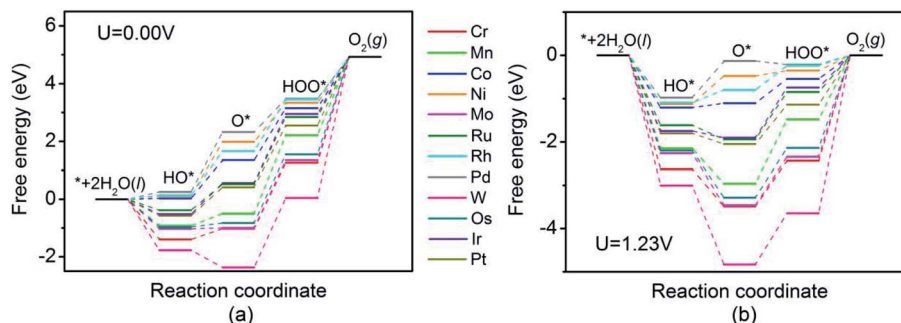 U=0.00V
O2(g)
HOO*
O*
HO*
*+2H2O(l)
Free energy (eV)
6
4
2
0
-2
Reaction coordinate
(a)
Cr
Mn
Co
Ni
Mo
Ru
Rh
Pd
W
Os
Ir
Pt
*+2H2O(l)
HO*
O*
HOO*
O2(g)
U=1.23V
Free energy (eV)
0
-2
-4
Reaction coordinate
(b)